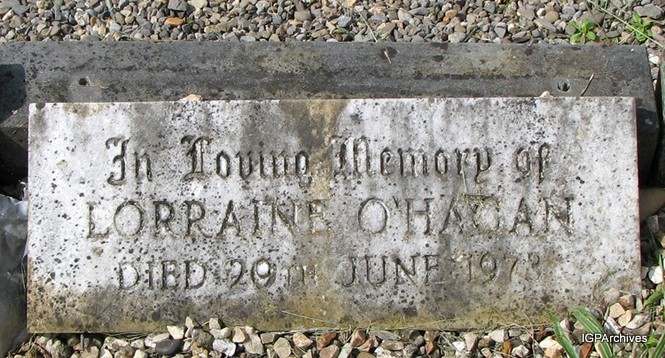 In Loving Memory of
LORRAINE O'HAGAN
DIED 29TH JUNE
IGPArchives